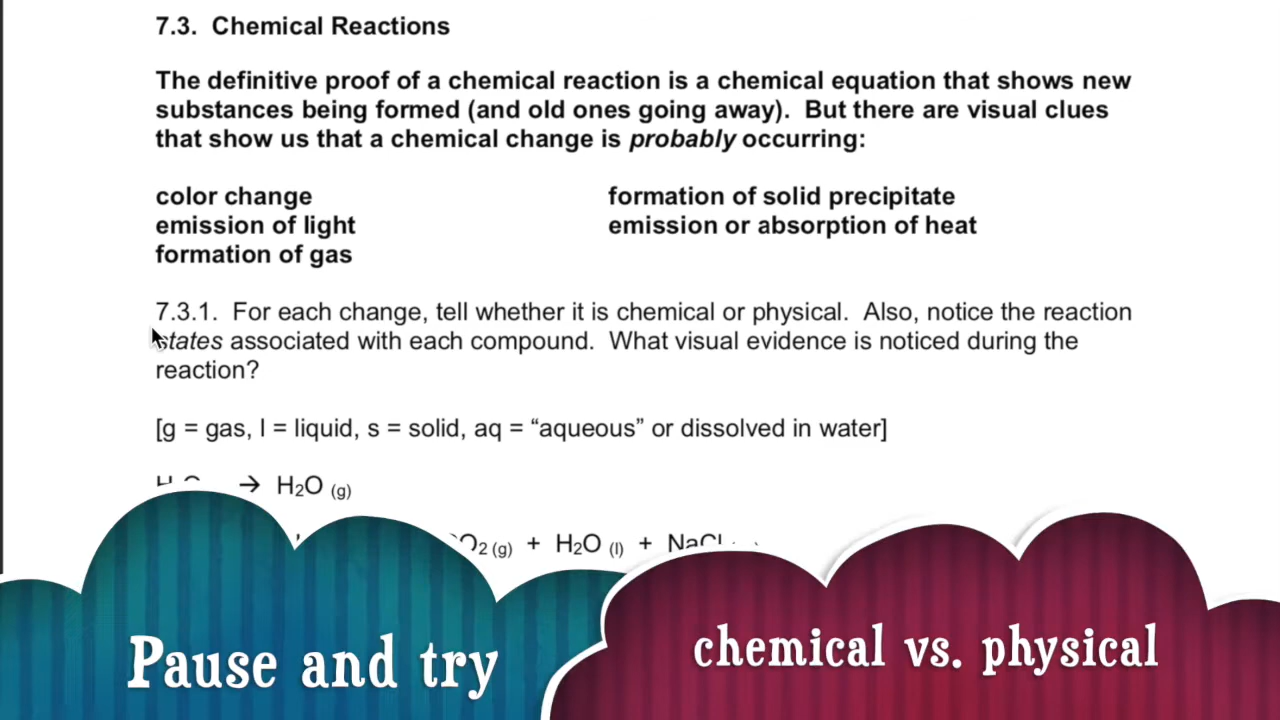 7.3. Chemical Reactions
The definitive proof of a chemical reaction is a chemical equation that shows new
substances being formed (and old ones going away). But there are visual clues
that show us that a chemical change is probably occurring:
color change formation of solid precipitate
emission of light emission or absorption of heat
formation of gas
7.3.1. For each change, tell whether it is chemical or physical. Also, notice the reaction
states associated with each compound. What visual evidence is noticed during the
reaction?
[g = gas, l = liquid, s = solid, aq = “aqueous” or dissolved in water]
→ H₂O (g)
+ H₂O (l) +
Pause and try
chemical vs. physical